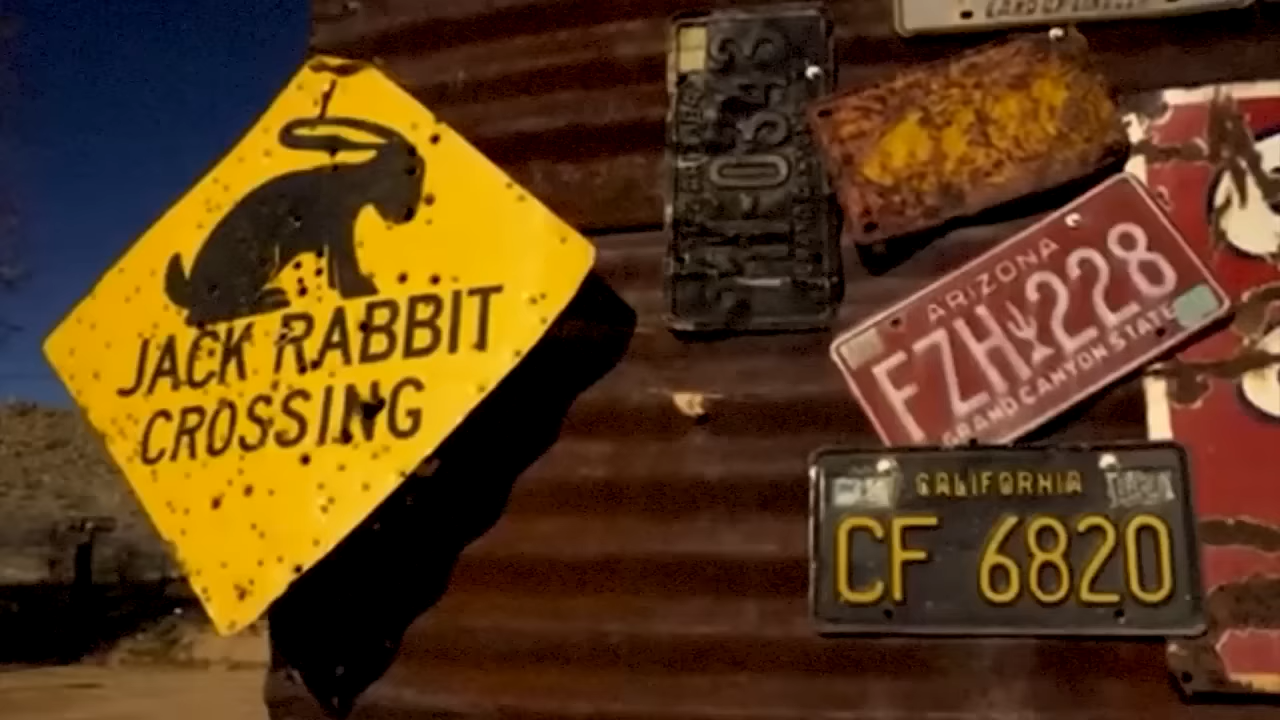 JACK RABBIT
CROSSING
ARIZONA
FZH 228
GRAND CANYON STATE
CALIFORNIA
CF 6820